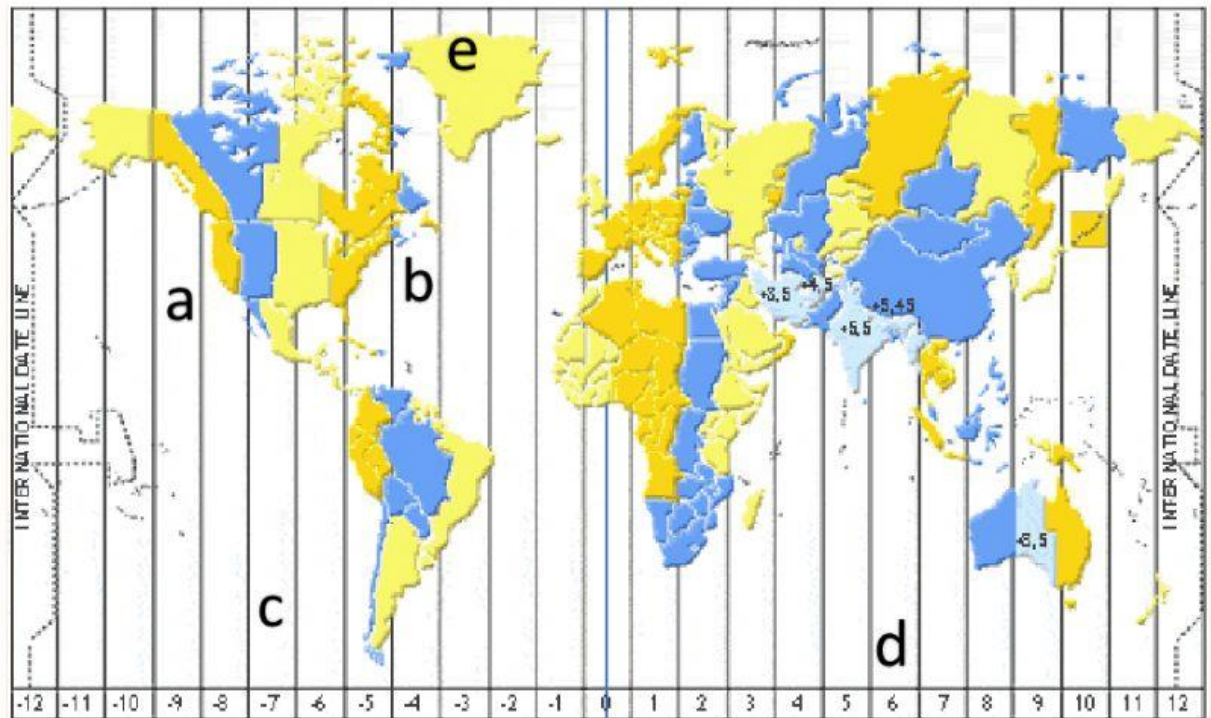 e
a
b
+3,5
+4,5
+5,45
+5,5
INTERNATIONAL DATE LINE
INTERNATIONAL DATE LINE
c
d
-12 -11 -10 -9 -8 -7 -6 -5 -4 -3 -2 -1 0 1 2 3 4 5 6 7 8 9 10 11 12